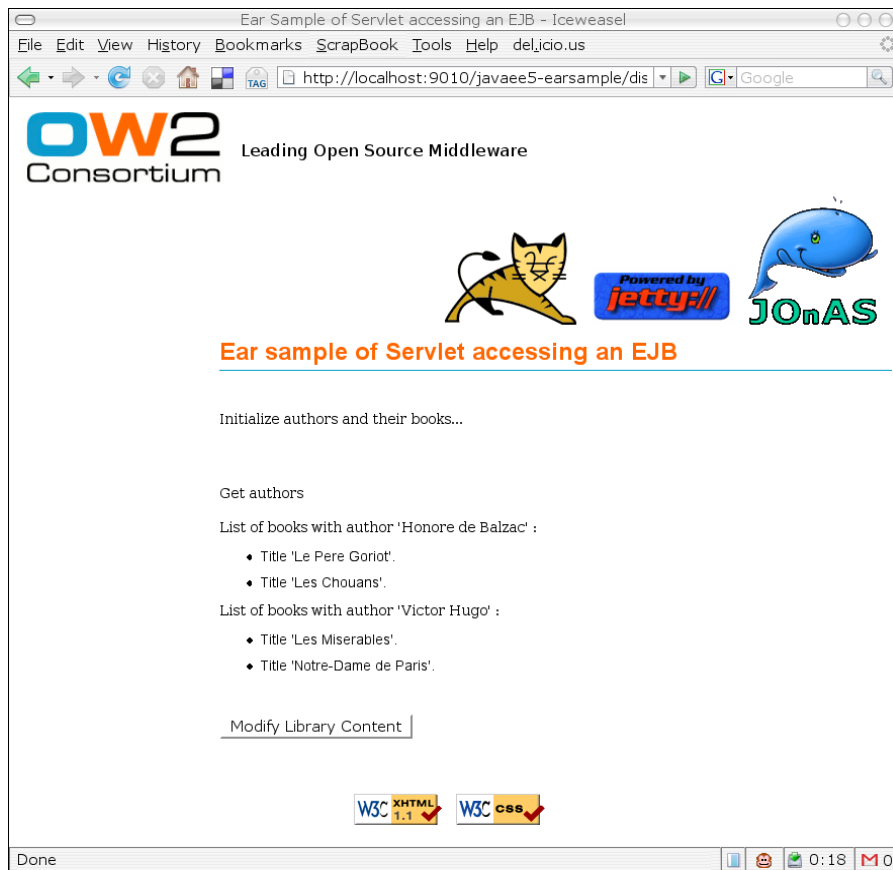 Ear Sample of Servlet accessing an EJB - Iceweasel
File Edit View History Bookmarks ScrapBook Tools Help del.icio.us
TAG http://localhost:9010/javaee5-earsample/dis G Google
OW2
Consortium
Leading Open Source Middleware
Powered by
jetty://
JOnAS
Ear sample of Servlet accessing an EJB
Initialize authors and their books...
Get authors
List of books with author 'Honore de Balzac' :
Title 'Le Pere Goriot'.
Title 'Les Chouans'.
List of books with author 'Victor Hugo' :
Title 'Les Miserables'.
Title 'Notre-Dame de Paris'.
Modify Library Content
W3C XHTML 1.1
W3C css
Done 0:18 M 0